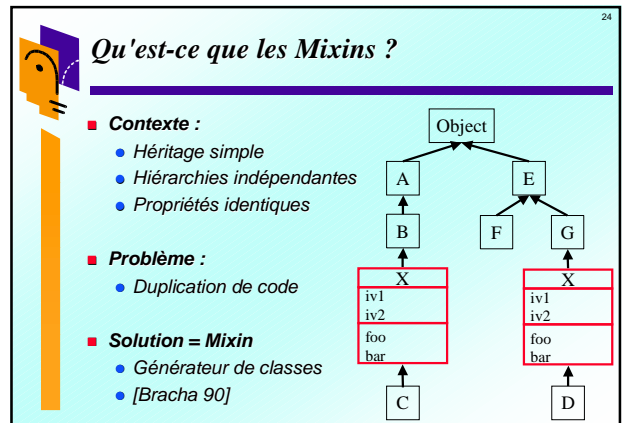 24
Qu'est-ce que les Mixins ?
Contexte :
Héritage simple
Hiérarchies indépendantes
Propriétés identiques
Problème :
Duplication de code
Solution = Mixin
Générateur de classes
[Bracha 90]
Object
A
E
B
F
G
X
iv1
iv2
foo
bar
X
iv1
iv2
foo
bar
C
D